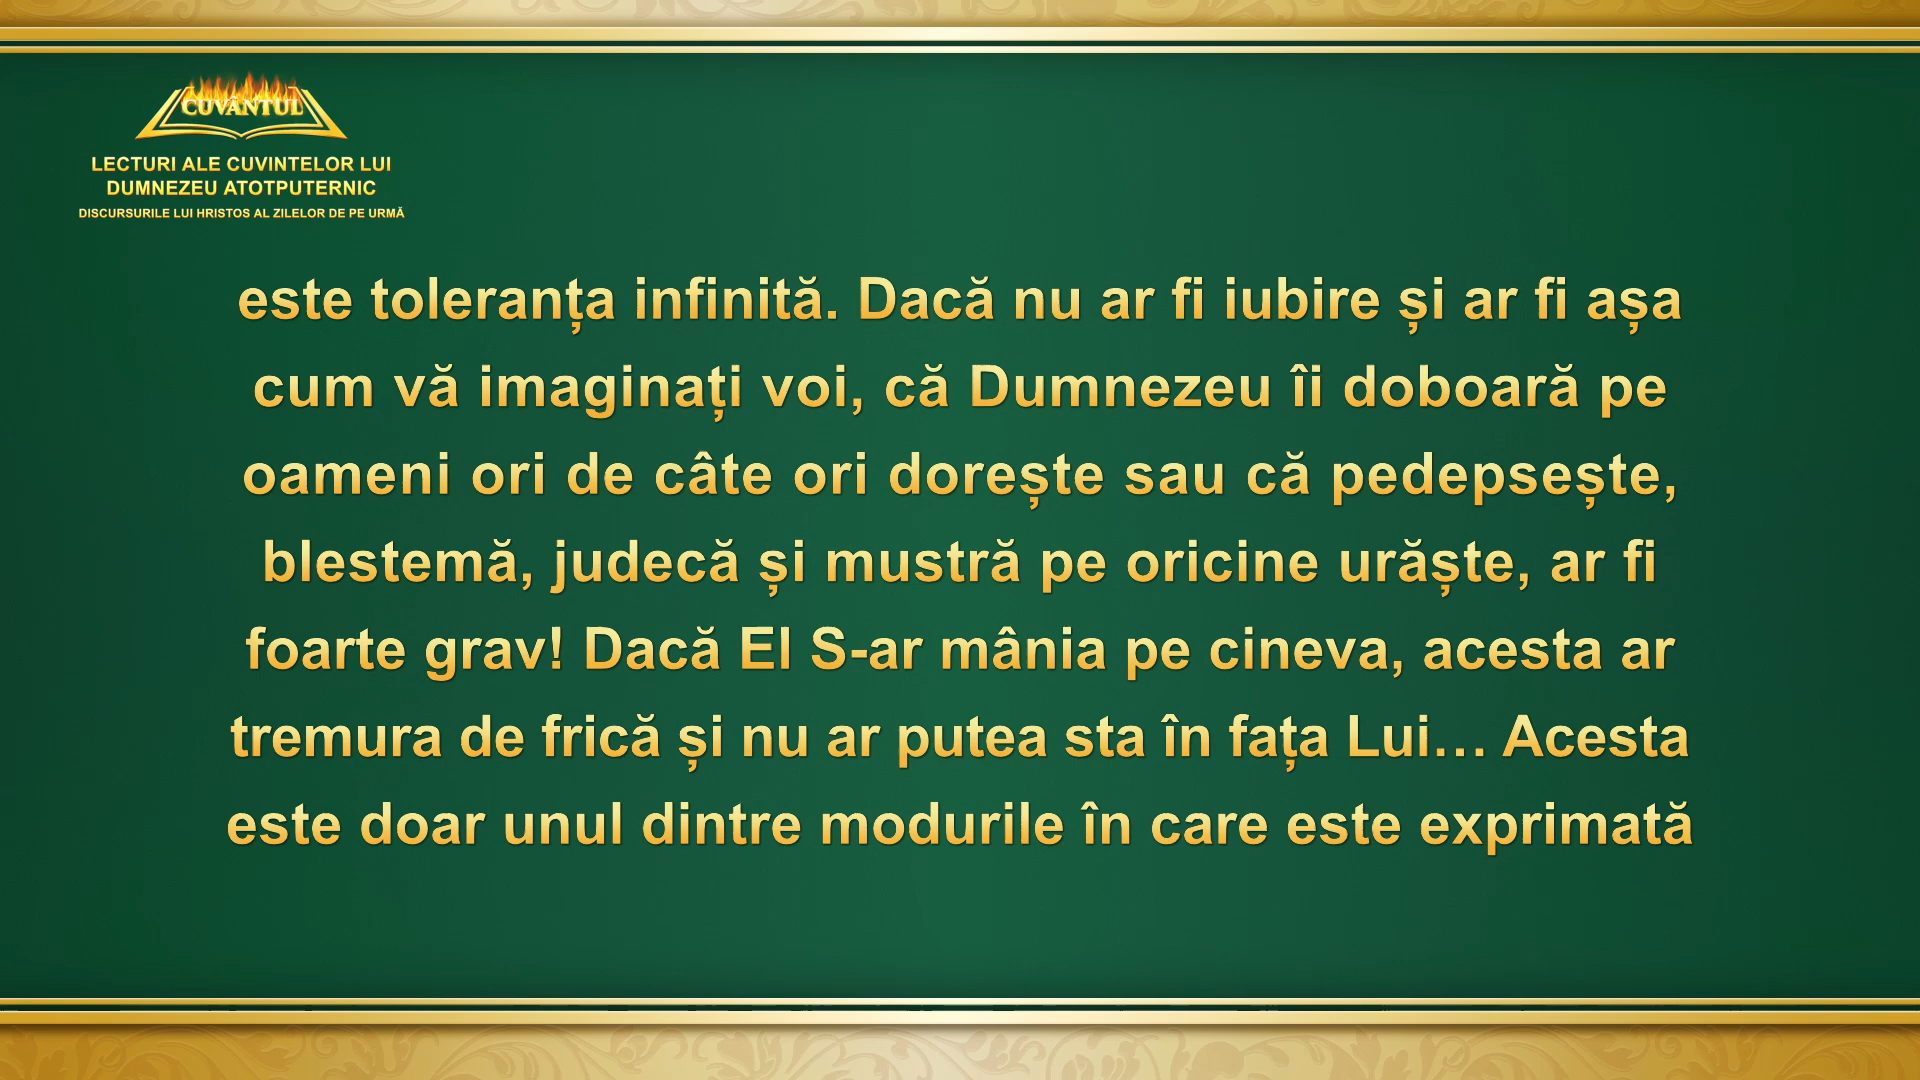 CUVÂNTUL
LECTURI ALE CUVINTELOR LUI
DUMNEZEU ATOTPUTERNIC
DISCURSURILE LUI HRISTOS AL ZILELOR DE PE URMĂ
este toleranța infinită. Dacă nu ar fi iubire și ar fi așa
cum vă imaginați voi, că Dumnezeu îi doboară pe
oameni ori de câte ori dorește sau că pedepsește,
blestemă, judecă și mustră pe oricine urăște, ar fi
foarte grav! Dacă El S-ar mânia pe cineva, acesta ar
tremura de frică și nu ar putea sta în fața Lui… Acesta
este doar unul dintre modurile în care este exprimată